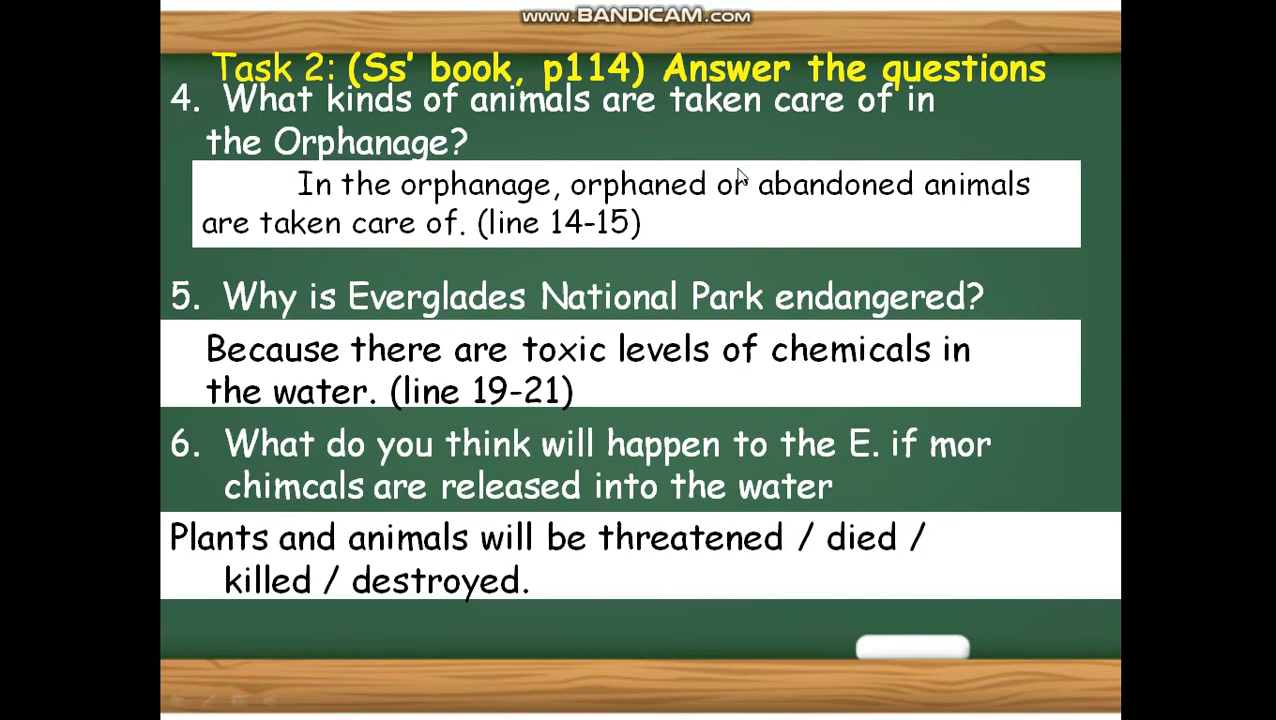 www.BANDICAM.com
Task 2: (Ss' book, p114) Answer the questions
4. What kinds of animals are taken care of in
the Orphanage?
In the orphanage, orphaned or abandoned animals
are taken care of. (line 14-15)
5. Why is Everglades National Park endangered?
Because there are toxic levels of chemicals in
the water. (line 19-21)
6. What do you think will happen to the E. if mor
chimcals are released into the water
Plants and animals will be threatened / died /
killed / destroyed.